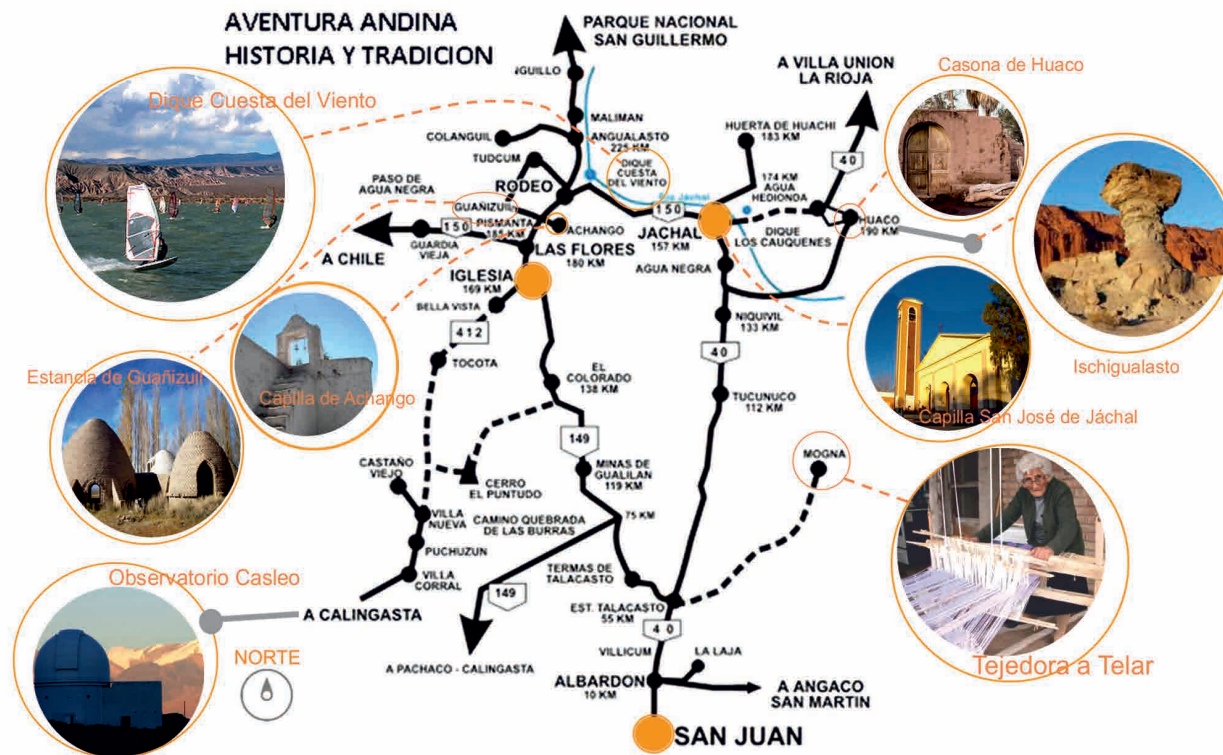 AVENTURA ANDINA
HISTORIA Y TRADICION
PARQUE NACIONAL
SAN GUILLERMO
A VILLA UNION
LA RIOJA
Casona de Huaco
Dique Cuesta del Viento
IGUILLO
MALIMAN
COLANGUIL
ANGUALASTO
225 KM
HUERTA DE HUACHI
183 KM
40
TUDCUM
DIQUE
CUESTA
DEL VIENTO
PASO DE
AGUA NEGRA
RODEO
174 KM
AGUA
HEDIONDA
Rio Jáchal
GUAÑIZUIL
150
PISMANTA
185 KM
ACHANGO
150
JACHAL
157 KM
DIQUE
LOS CAUQUENES
HUACO
190 KM
GUARDIA
VIEJA
LAS FLORES
180 KM
A CHILE
AGUA NEGRA
IGLESIA
169 KM
BELLA VISTA
412
NIQUIVIL
133 KM
40
TOCOTA
Ischigualasto
Estancia de Guañizuil
Capilla de Achango
EL
COLORADO
138 KM
TUCUNUCO
112 KM
Capilla San José de Jáchal
149
MOGNA
CASTAÑO
VIEJO
MINAS DE
GUALILAN
119 KM
CERRO
EL PUNTUDO
VILLA
NUEVA
CAMINO QUEBRADA
DE LAS BURRAS
75 KM
PUCHUZUN
Observatorio Casleo
VILLA
CORRAL
TERMAS DE
TALACASTO
149
A CALINGASTA
EST. TALACASTO
55 KM
40
NORTE
A PACHACO - CALINGASTA
VILLICUM
LA LAJA
Tejedora a Telar
ALBARDON
10 KM
A ANGACO
SAN MARTIN
SAN JUAN